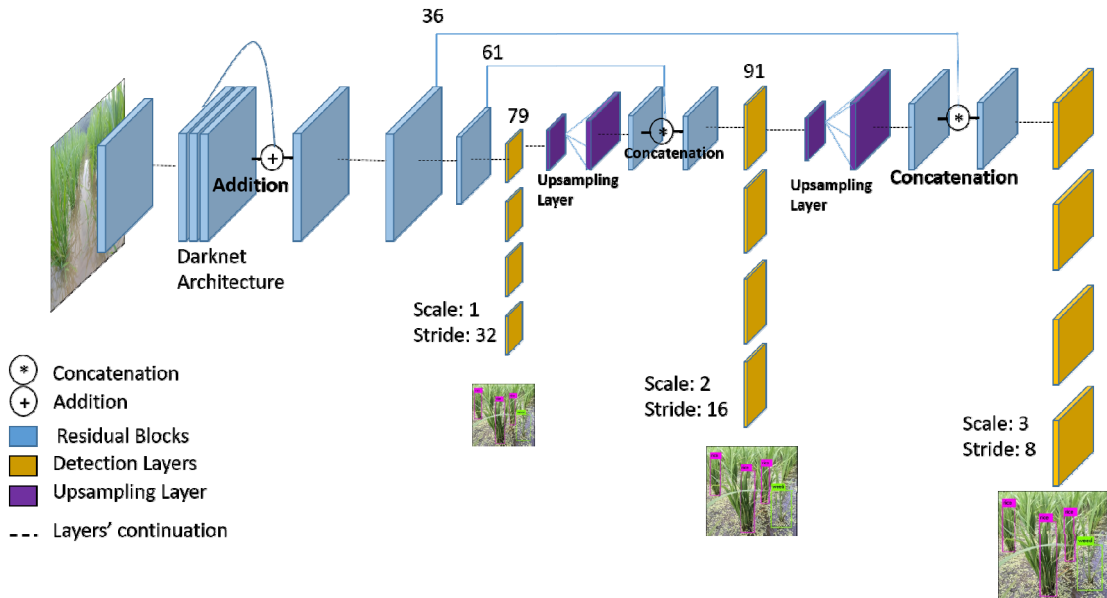 36
61
79
91
Addition
Darknet
Architecture
Upsampling
Layer
Concatenation
Upsampling
Layer
Concatenation
Scale: 1
Stride: 32
Scale: 2
Stride: 16
Scale: 3
Stride: 8
Concatenation
Addition
Residual Blocks
Detection Layers
Upsampling Layer
Layers' continuation